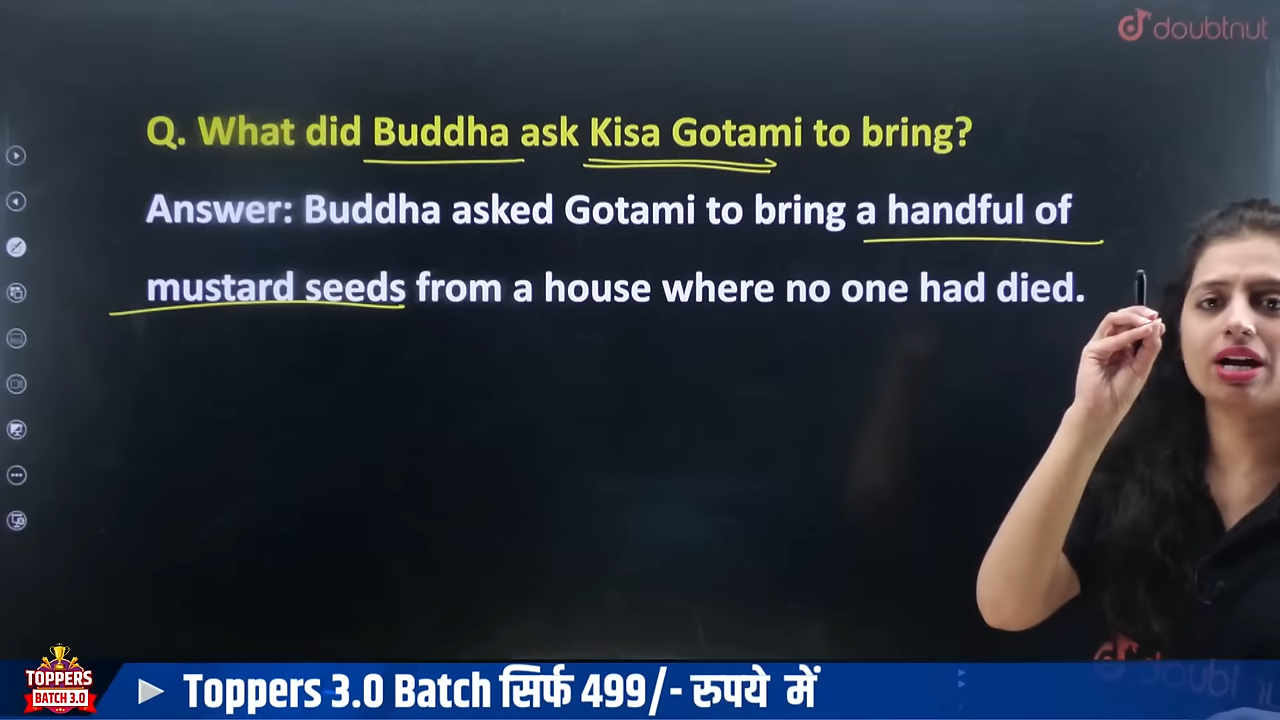 doubtnut
Q. What did Buddha ask Kisa Gotami to bring?
Answer: Buddha asked Gotami to bring a handful of
mustard seeds from a house where no one had died.
TOPPERS
BATCH 3.0
Toppers 3.0 Batch सिर्फ 499/- रुपये में